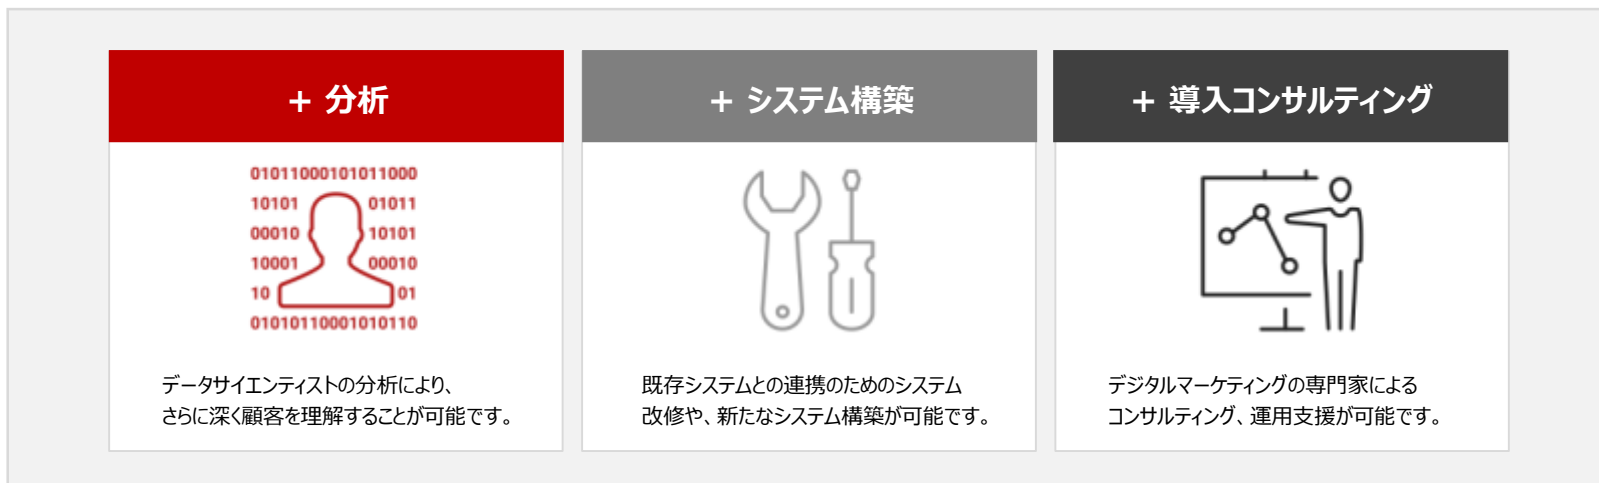 + 分析
01011000101011000
10101 01011
00010 10101
10001 00010
10 01
01010110001010110
データサイエンティストの分析により、
さらに深く顧客を理解することが可能です。
+ システム構築
既存システムとの連携のためのシステム
改修や、新たなシステム構築が可能です。
+ 導入コンサルティング
デジタルマーケティングの専門家による
コンサルティング、運用支援が可能です。